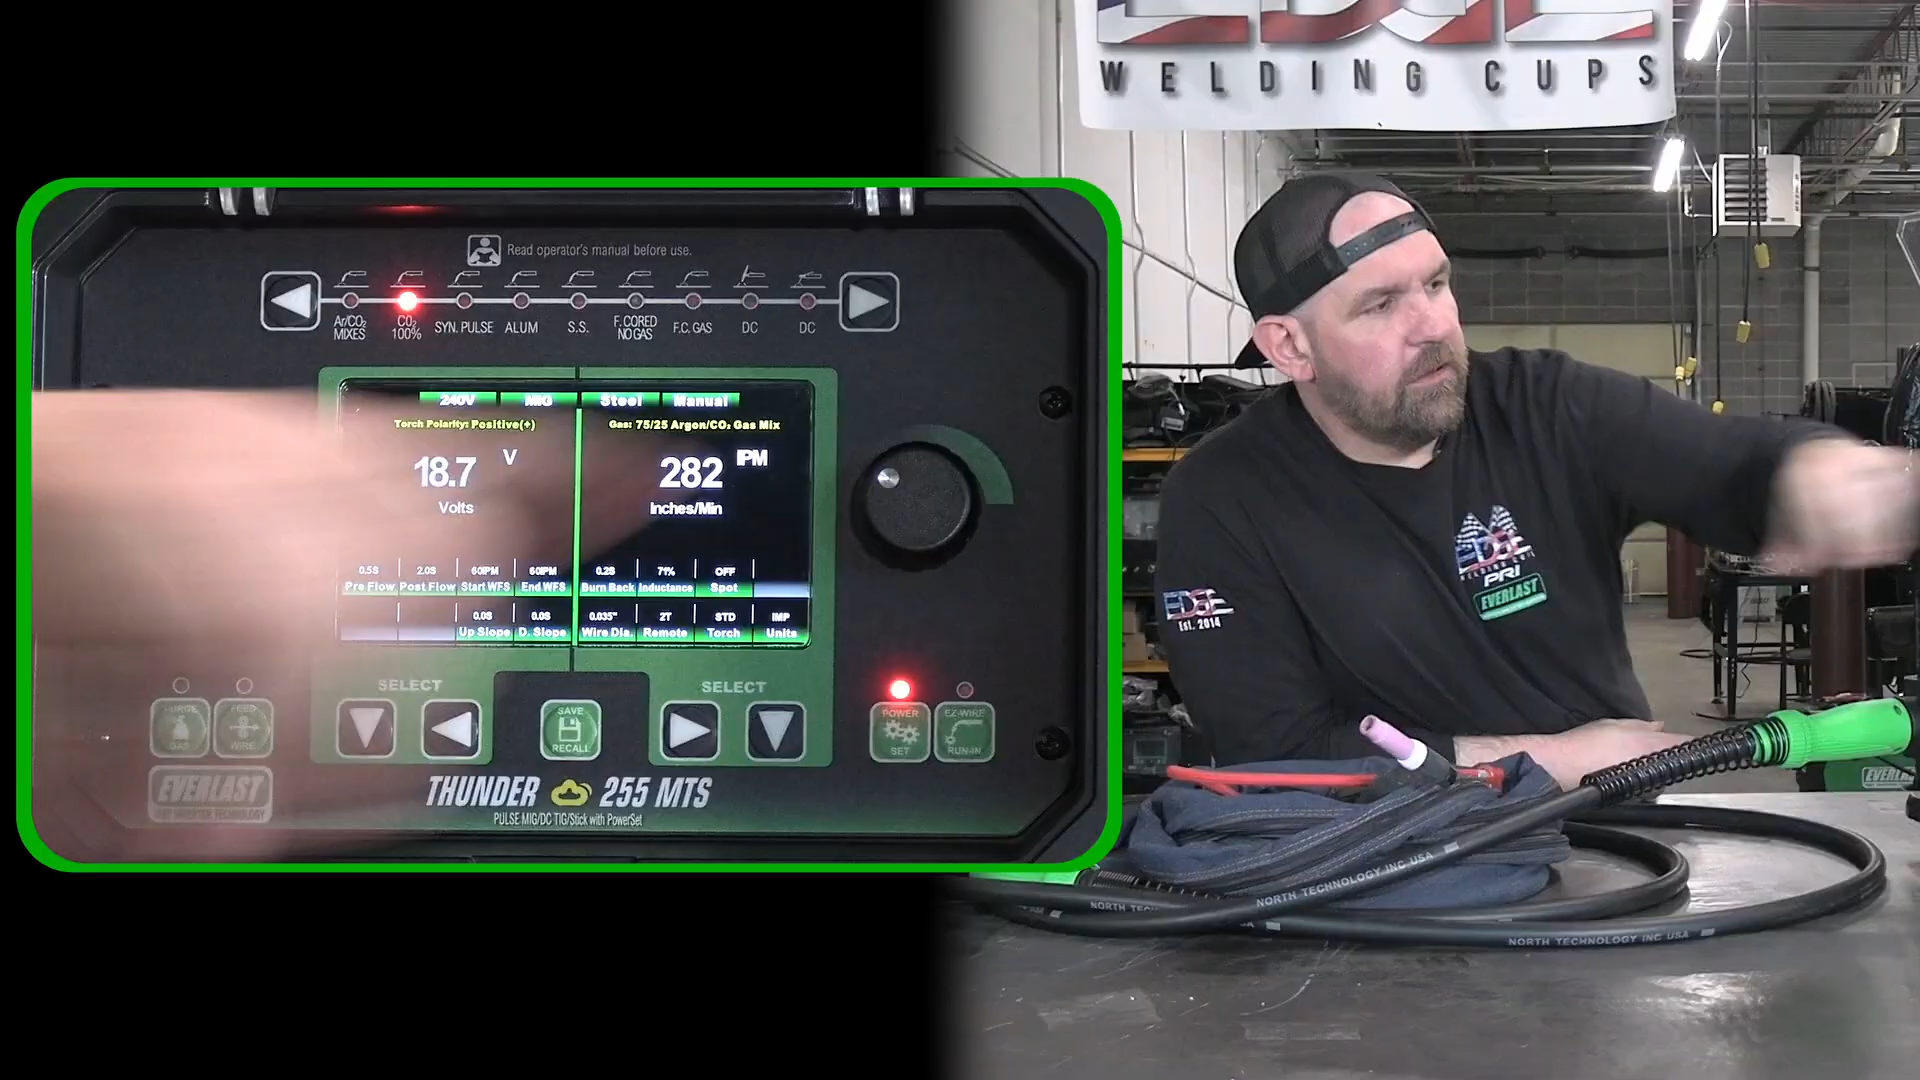 EDGE
WELDING CUPS
Read operator's manual before use.
Ar/CO₂ MIXES
CO₂ 100%
SYN. PULSE
ALUM
S.S.
F. CORED NO GAS
F.C. GAS
DC
DC
240V MIG Steel Manual
Torch Polarity: Positive(+) Gas: 75/25 Argon/CO₂ Gas Mix
18.7 V
Volts
282 IPM
Inches/Min
0.5S 2.0S 60IPM 60IPM 0.2S 71% OFF
Pre Flow Post Flow Start WFS End WFS Burn Back Inductance Spot
0.0S 0.0S 0.035" 2T STD IMP
Up Slope D. Slope Wire Dia. Remote Torch Units
SELECT
SELECT
PURGE GAS
FEED WIRE
SAVE
RECALL
POWER SET
EZ-WIRE RUN-IN
EVERLAST
THUNDER 255 MTS
PULSE MIG/DC TIG/Stick with PowerSet
EDGE
PRI
EVERLAST
EDGE
Est. 2014
NORTH TECHNOLOGY INC USA
NORTH TECHNOLOGY INC USA